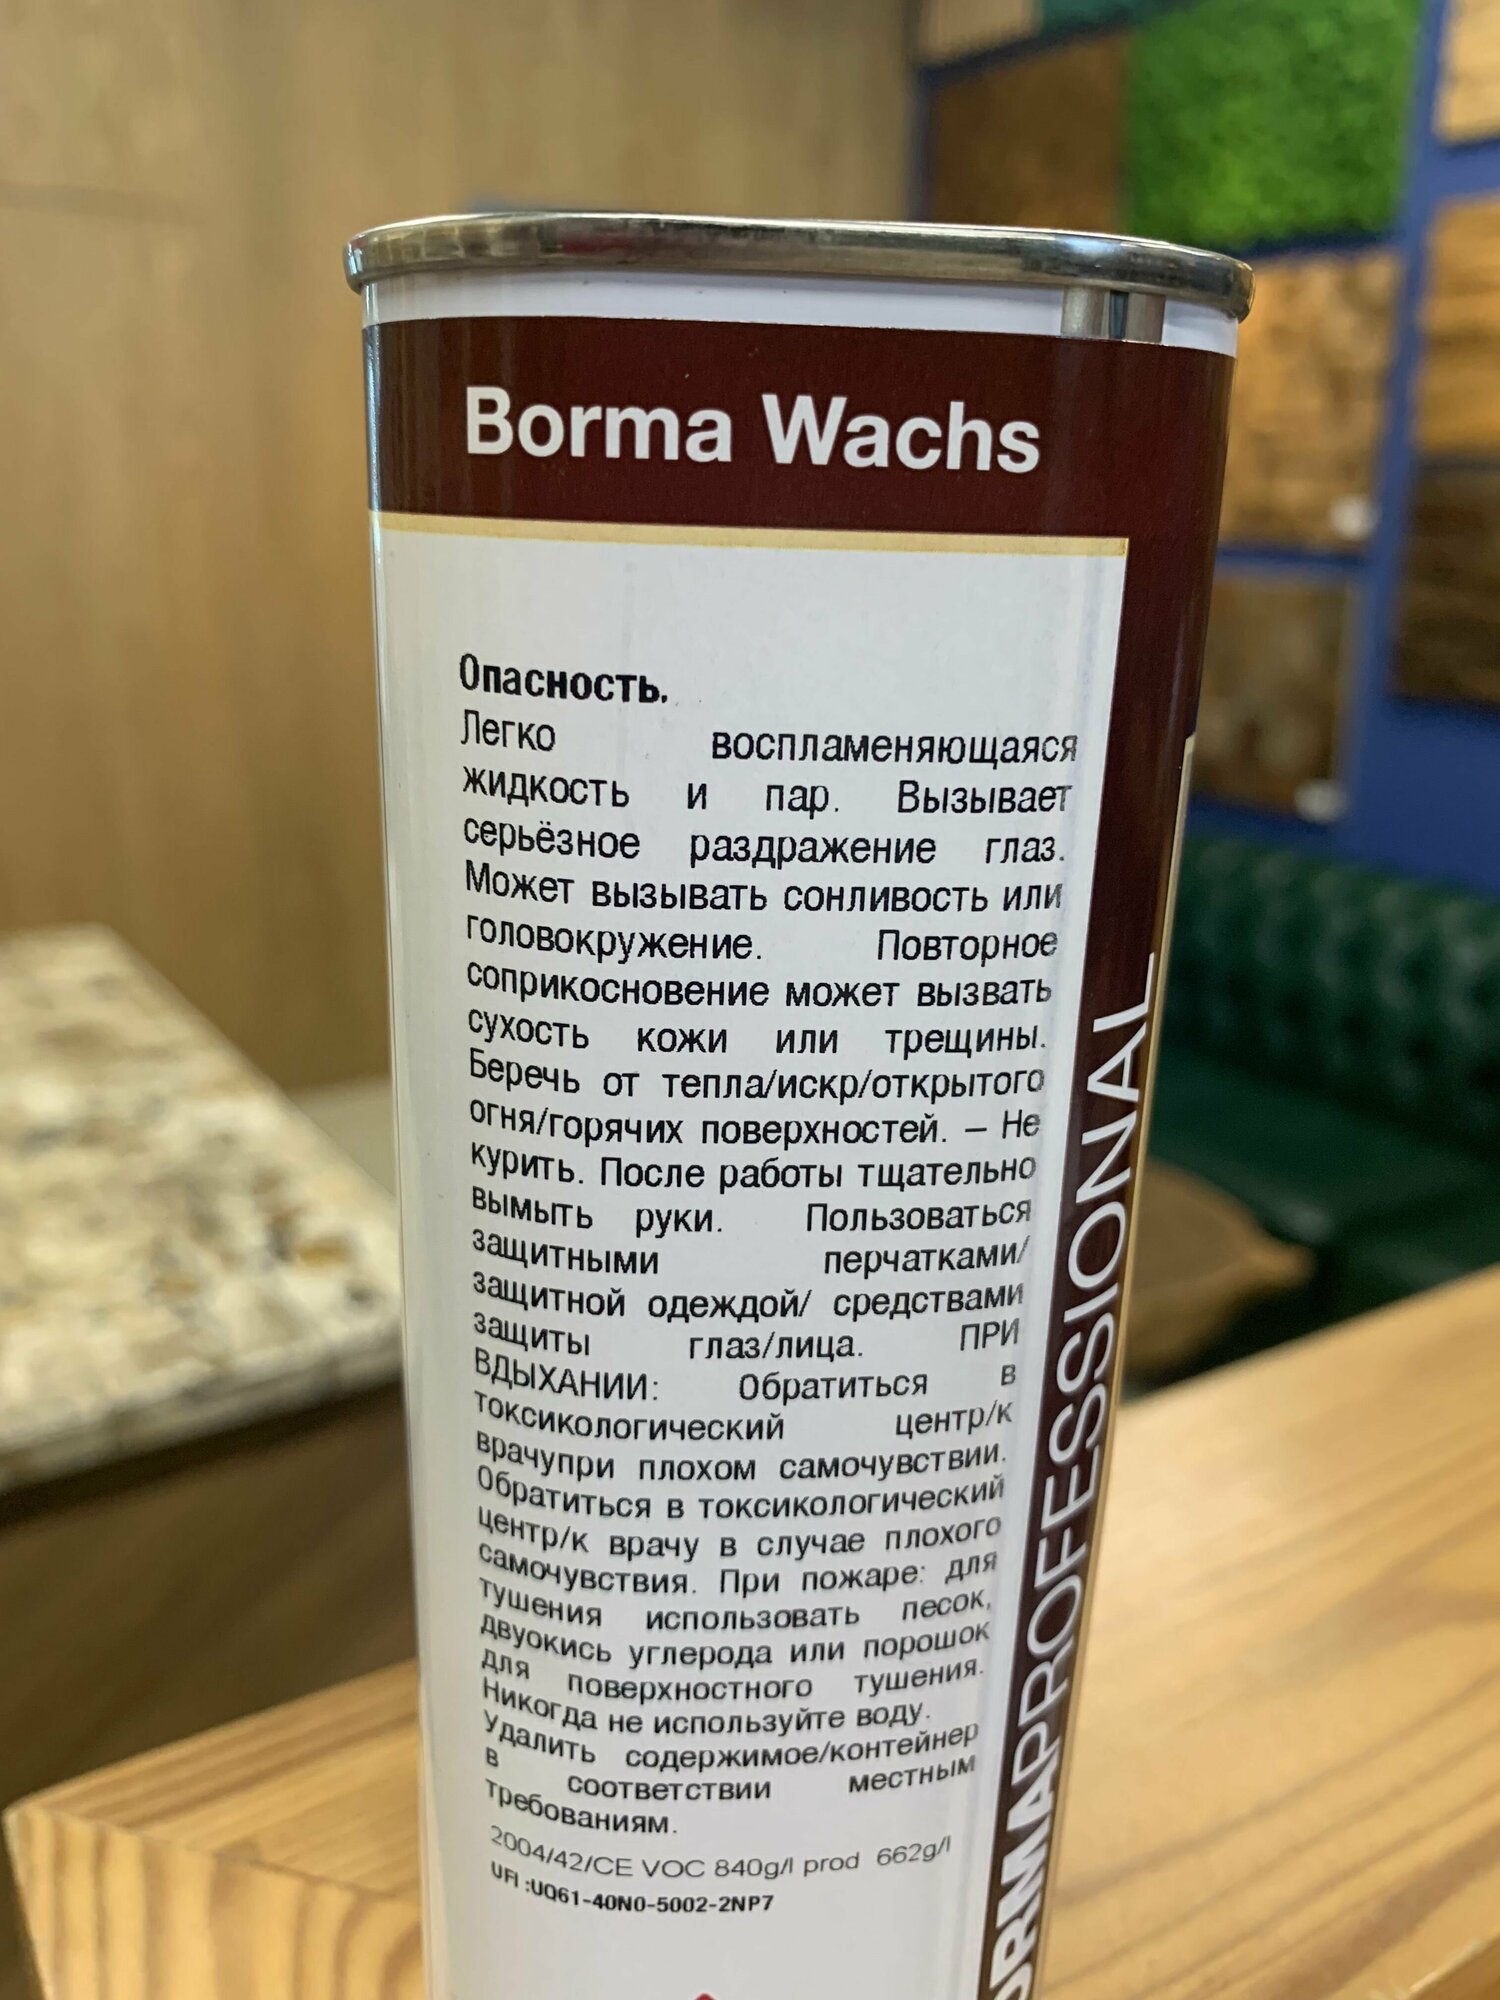 Borma Wachs
Опасность.
Легко воспламеняющаяся
жидкость и пар. Вызывает
серьёзное раздражение глаз.
Может вызывать сонливость или
головокружение. Повторное
соприкосновение может вызвать
сухость кожи или трещины.
Беречь от тепла/искр/открытого
огня/горячих поверхностей. – Не
курить. После работы тщательно
вымыть руки. Пользоваться
защитными перчатками/
защитной одеждой/ средствами
защиты глаз/лица. ПРИ
ВДЫХАНИИ: Обратиться в
токсикологический центр/к
врачупри плохом самочувствии.
Обратиться в токсикологический
центр/к врачу в случае плохого
самочувствия. При пожаре: для
тушения использовать песок,
двуокись углерода или порошок
для поверхностного тушения.
Никогда не используйте воду.
Удалить содержимое/контейнер
в соответствии местным
требованиям.
2004/42/CE VOC 840g/l prod 662g/l
UFI :UQ61-40N0-5002-2NP7
ORMAPROFESSIONAL